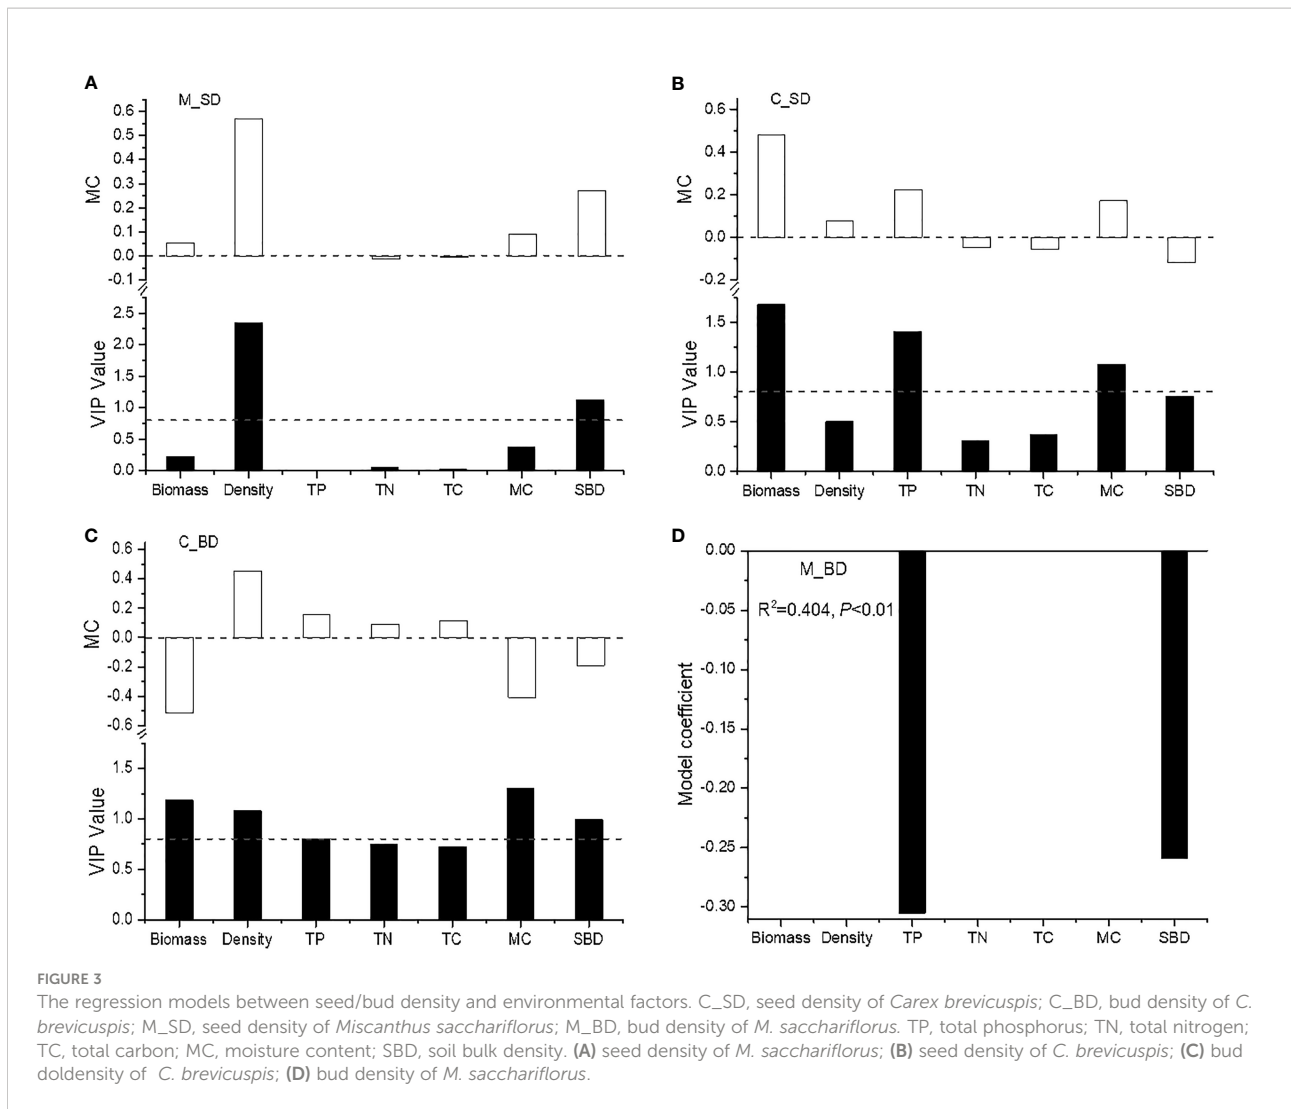 A
M_SD
0.6
0.5
0.4
0.3
0.2
0.1
0.0
-0.1
MC
2.5
2.0
1.5
1.0
0.5
0.0
VIP Value
Biomass Density TP TN TC MC SBD
B
C_SD
0.6
0.4
0.2
0.0
-0.2
MC
1.5
1.0
0.5
0.0
VIP Value
Biomass Density TP TN TC MC SBD
C
C_BD
0.6
0.4
0.2
0.0
-0.2
-0.4
-0.6
MC
1.5
1.0
0.5
0.0
VIP Value
Biomass Density TP TN TC MC SBD
D
M_BD
R²=0.404, P<0.01
0.00
-0.05
-0.10
-0.15
-0.20
-0.25
-0.30
Model coefficient
Biomass Density TP TN TC MC SBD
FIGURE 3
The regression models between seed/bud density and environmental factors. C_SD, seed density of Carex brevicuspis; C_BD, bud density of C.
brevicuspis; M_SD, seed density of Miscanthus sacchariflorus; M_BD, bud density of M. sacchariflorus. TP, total phosphorus; TN, total nitrogen;
TC, total carbon; MC, moisture content; SBD, soil bulk density. (A) seed density of M. sacchariflorus; (B) seed density of C. brevicuspis; (C) bud
doldensity of C. brevicuspis; (D) bud density of M. sacchariflorus.